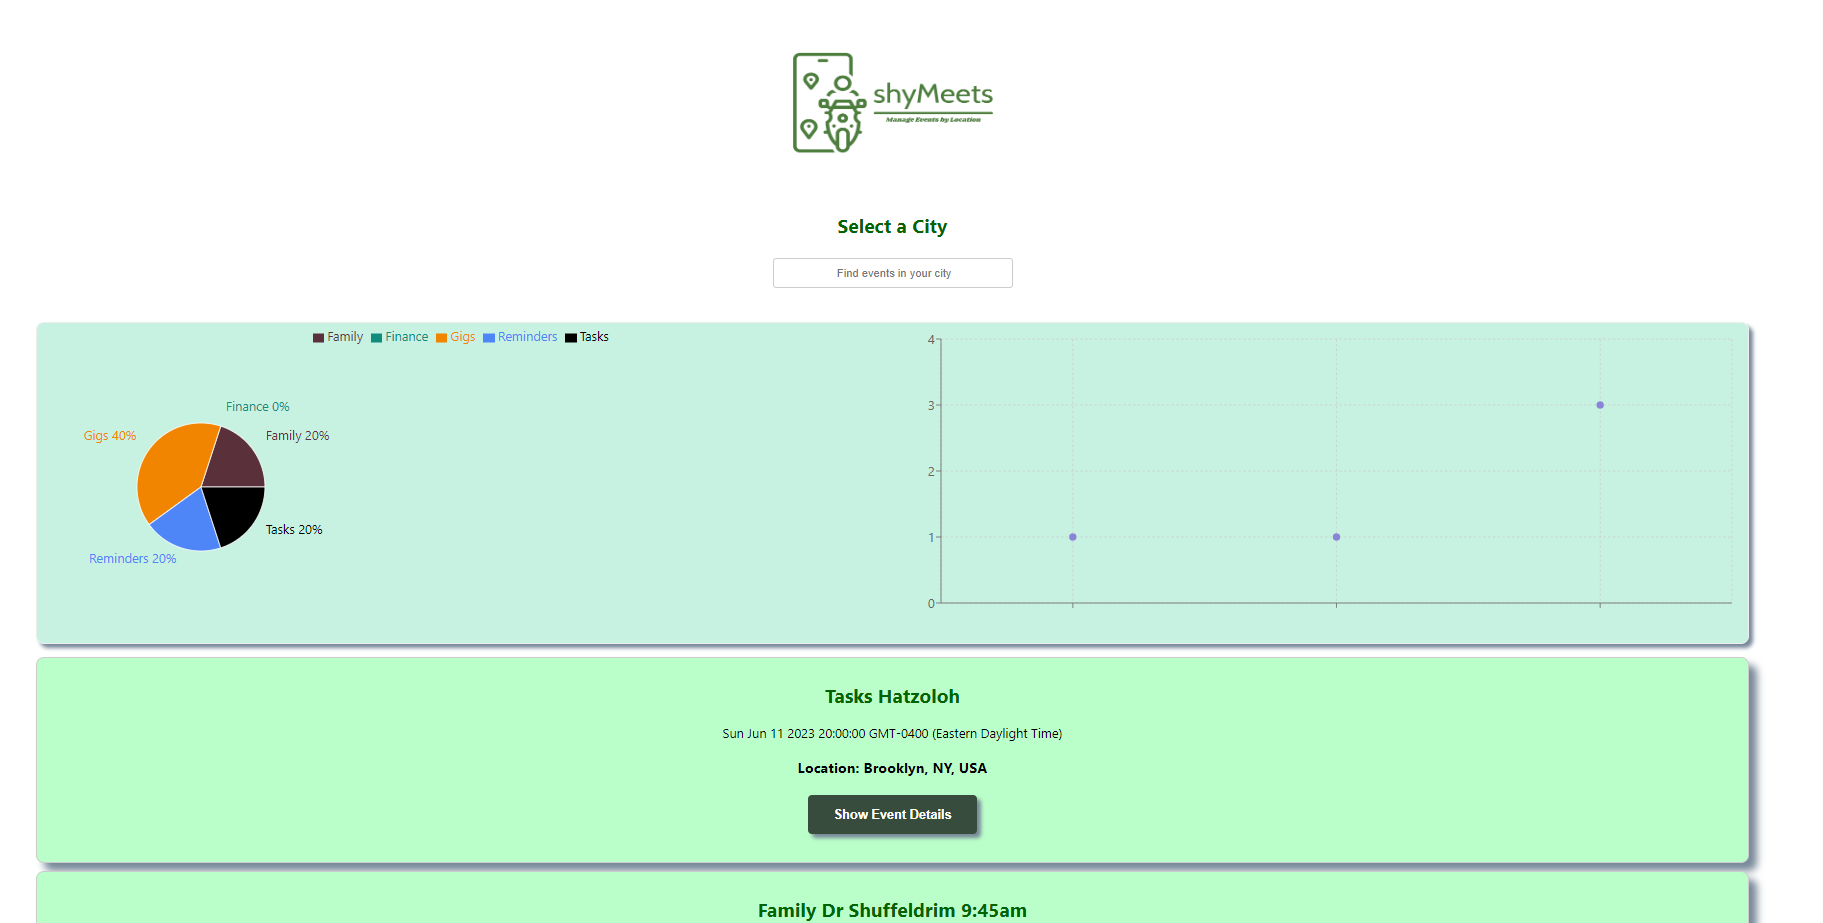 shyMeets
Manage Events by Location
Select a City
Find events in your city
Family Finance Gigs Reminders Tasks
Finance 0%
Gigs 40%
Family 20%
Tasks 20%
Reminders 20%
4
3
2
1
0
Tasks Hatzoloh
Sun Jun 11 2023 20:00:00 GMT-0400 (Eastern Daylight Time)
Location: Brooklyn, NY, USA
Show Event Details
Family Dr Shuffeldrim 9:45am